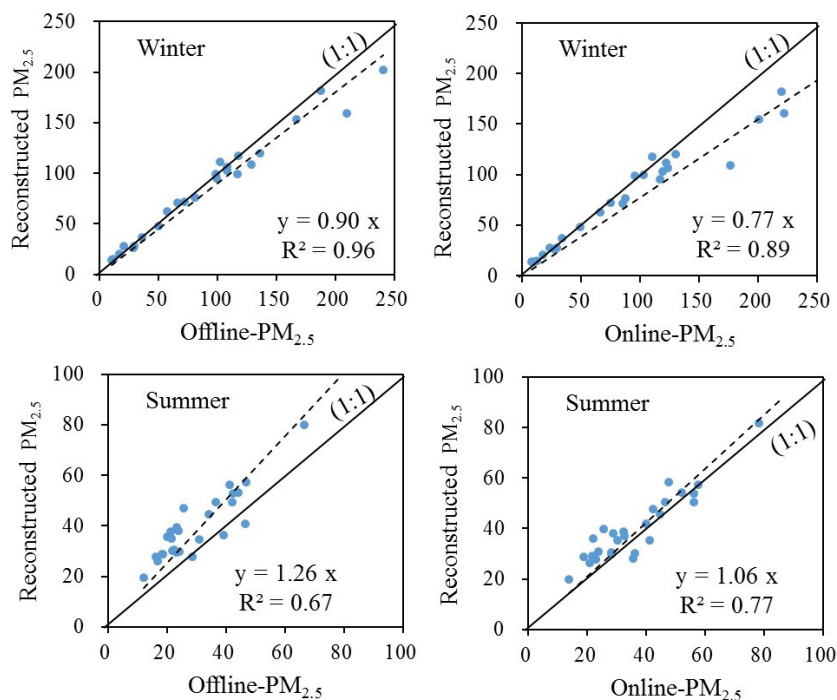 Reconstructed PM2.5
250
200
150
100
50
0
Winter
(1:1)
y = 0.90 x
R² = 0.96
0 50 100 150 200 250
Offline-PM2.5
Reconstructed PM2.5
250
200
150
100
50
0
Winter
(1:1)
y = 0.77 x
R² = 0.89
0 50 100 150 200 250
Online-PM2.5
Reconstructed PM2.5
100
80
60
40
20
0
Summer
(1:1)
y = 1.26 x
R² = 0.67
0 20 40 60 80 100
Offline-PM2.5
Reconstructed PM2.5
100
80
60
40
20
0
Summer
(1:1)
y = 1.06 x
R² = 0.77
0 20 40 60 80 100
Online-PM2.5